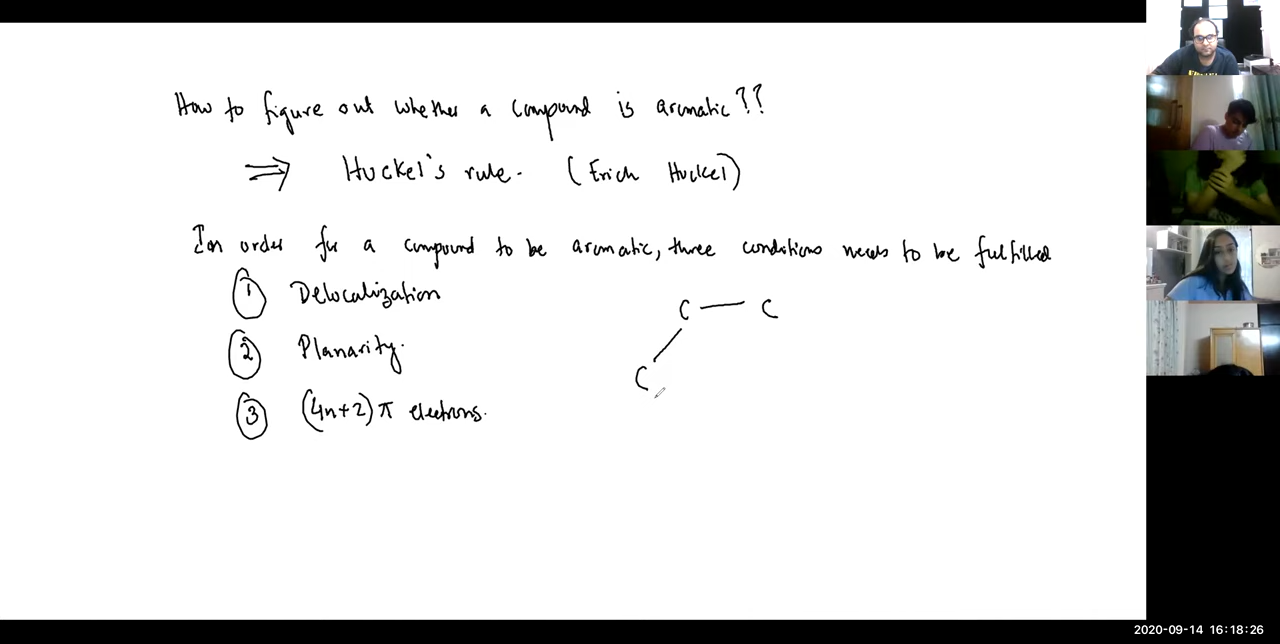 How to figure out whether a compound is aromatic??
⇒ Huckel's rule. (Erich Huckel)
In order for a compound to be aromatic, three conditions needs to be fulfilled
① Delocalization
② Planarity.
③ (4n+2)π electrons.
C — C
C
2020-09-14 16:18:26